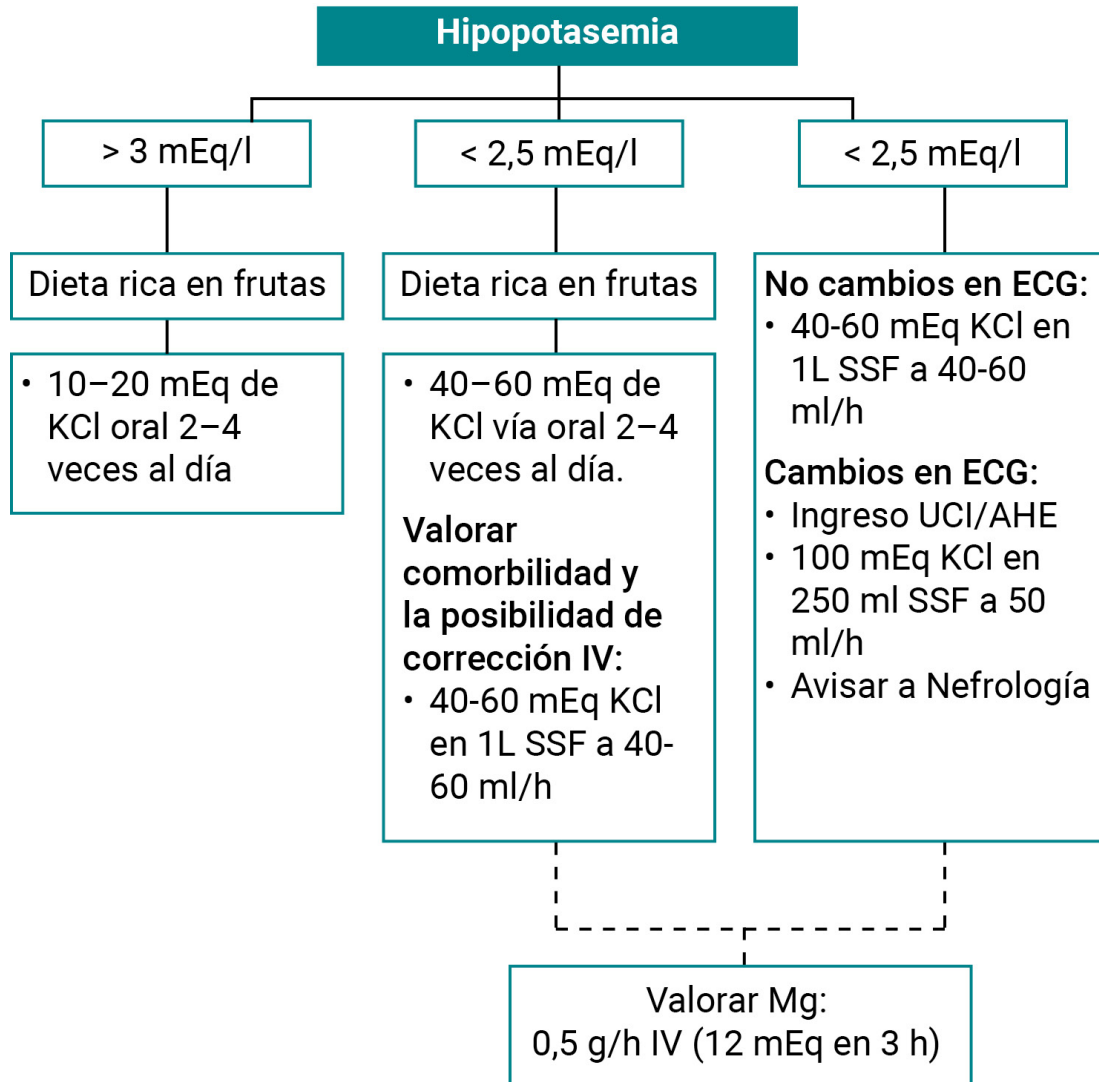 Hipopotasemia
> 3 mEq/l
< 2,5 mEq/l
< 2,5 mEq/l
Dieta rica en frutas
• 10–20 mEq de
KCl oral 2–4
veces al día
Dieta rica en frutas
• 40–60 mEq de
KCl vía oral 2–4
veces al día.
Valorar
comorbilidad y
la posibilidad de
corrección IV:
• 40-60 mEq KCl
en 1L SSF a 40-
60 ml/h
No cambios en ECG:
• 40-60 mEq KCl en
1L SSF a 40-60
ml/h
Cambios en ECG:
• Ingreso UCI/AHE
• 100 mEq KCl en
250 ml SSF a 50
ml/h
• Avisar a Nefrología
Valorar Mg:
0,5 g/h IV (12 mEq en 3 h)